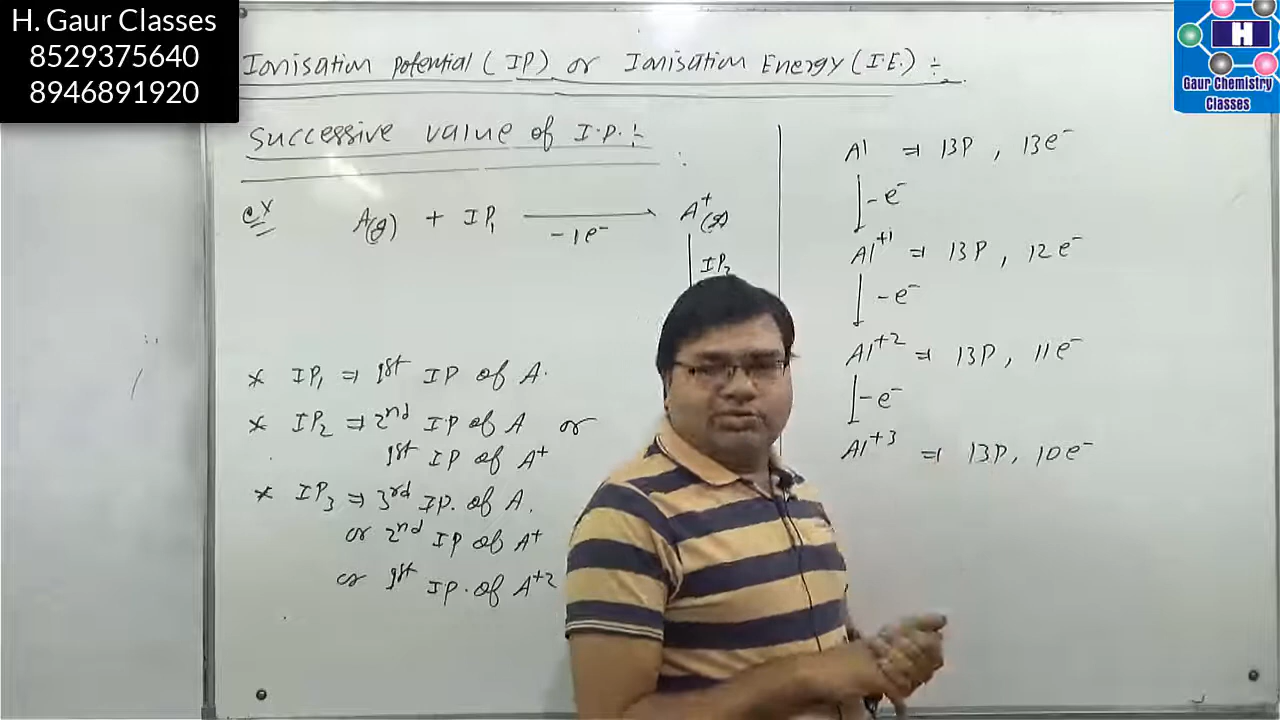 H. Gaur Classes
8529375640
8946891920
H
Gaur Chemistry
Classes
Ionisation Potential (IP) or Ionisation Energy (I.E.) ÷
Successive value of I.P. ÷
ex A(g) + IP₁ → A⁺(g)
-1e⁻
IP₂
* IP₁ ⇒ 1st IP of A.
* IP₂ ⇒ 2nd IP of A or
1st IP of A⁺
* IP₃ ⇒ 3rd IP. of A.
or 2nd IP of A⁺
or 1st IP. of A⁺²
Al ⇒ 13P, 13e⁻
-e⁻
Al⁺¹ ⇒ 13P, 12e⁻
-e⁻
Al⁺² ⇒ 13P, 11e⁻
-e⁻
Al⁺³ ⇒ 13P, 10e⁻